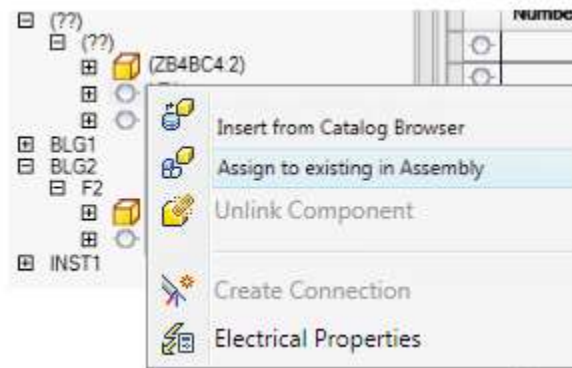 (??)
Numbe
(??)
(ZB4BC4.2)
Insert from Catalog Browser
BLG1
Assign to existing in Assembly
BLG2
F2
Unlink Component
INST1
Create Connection
Electrical Properties